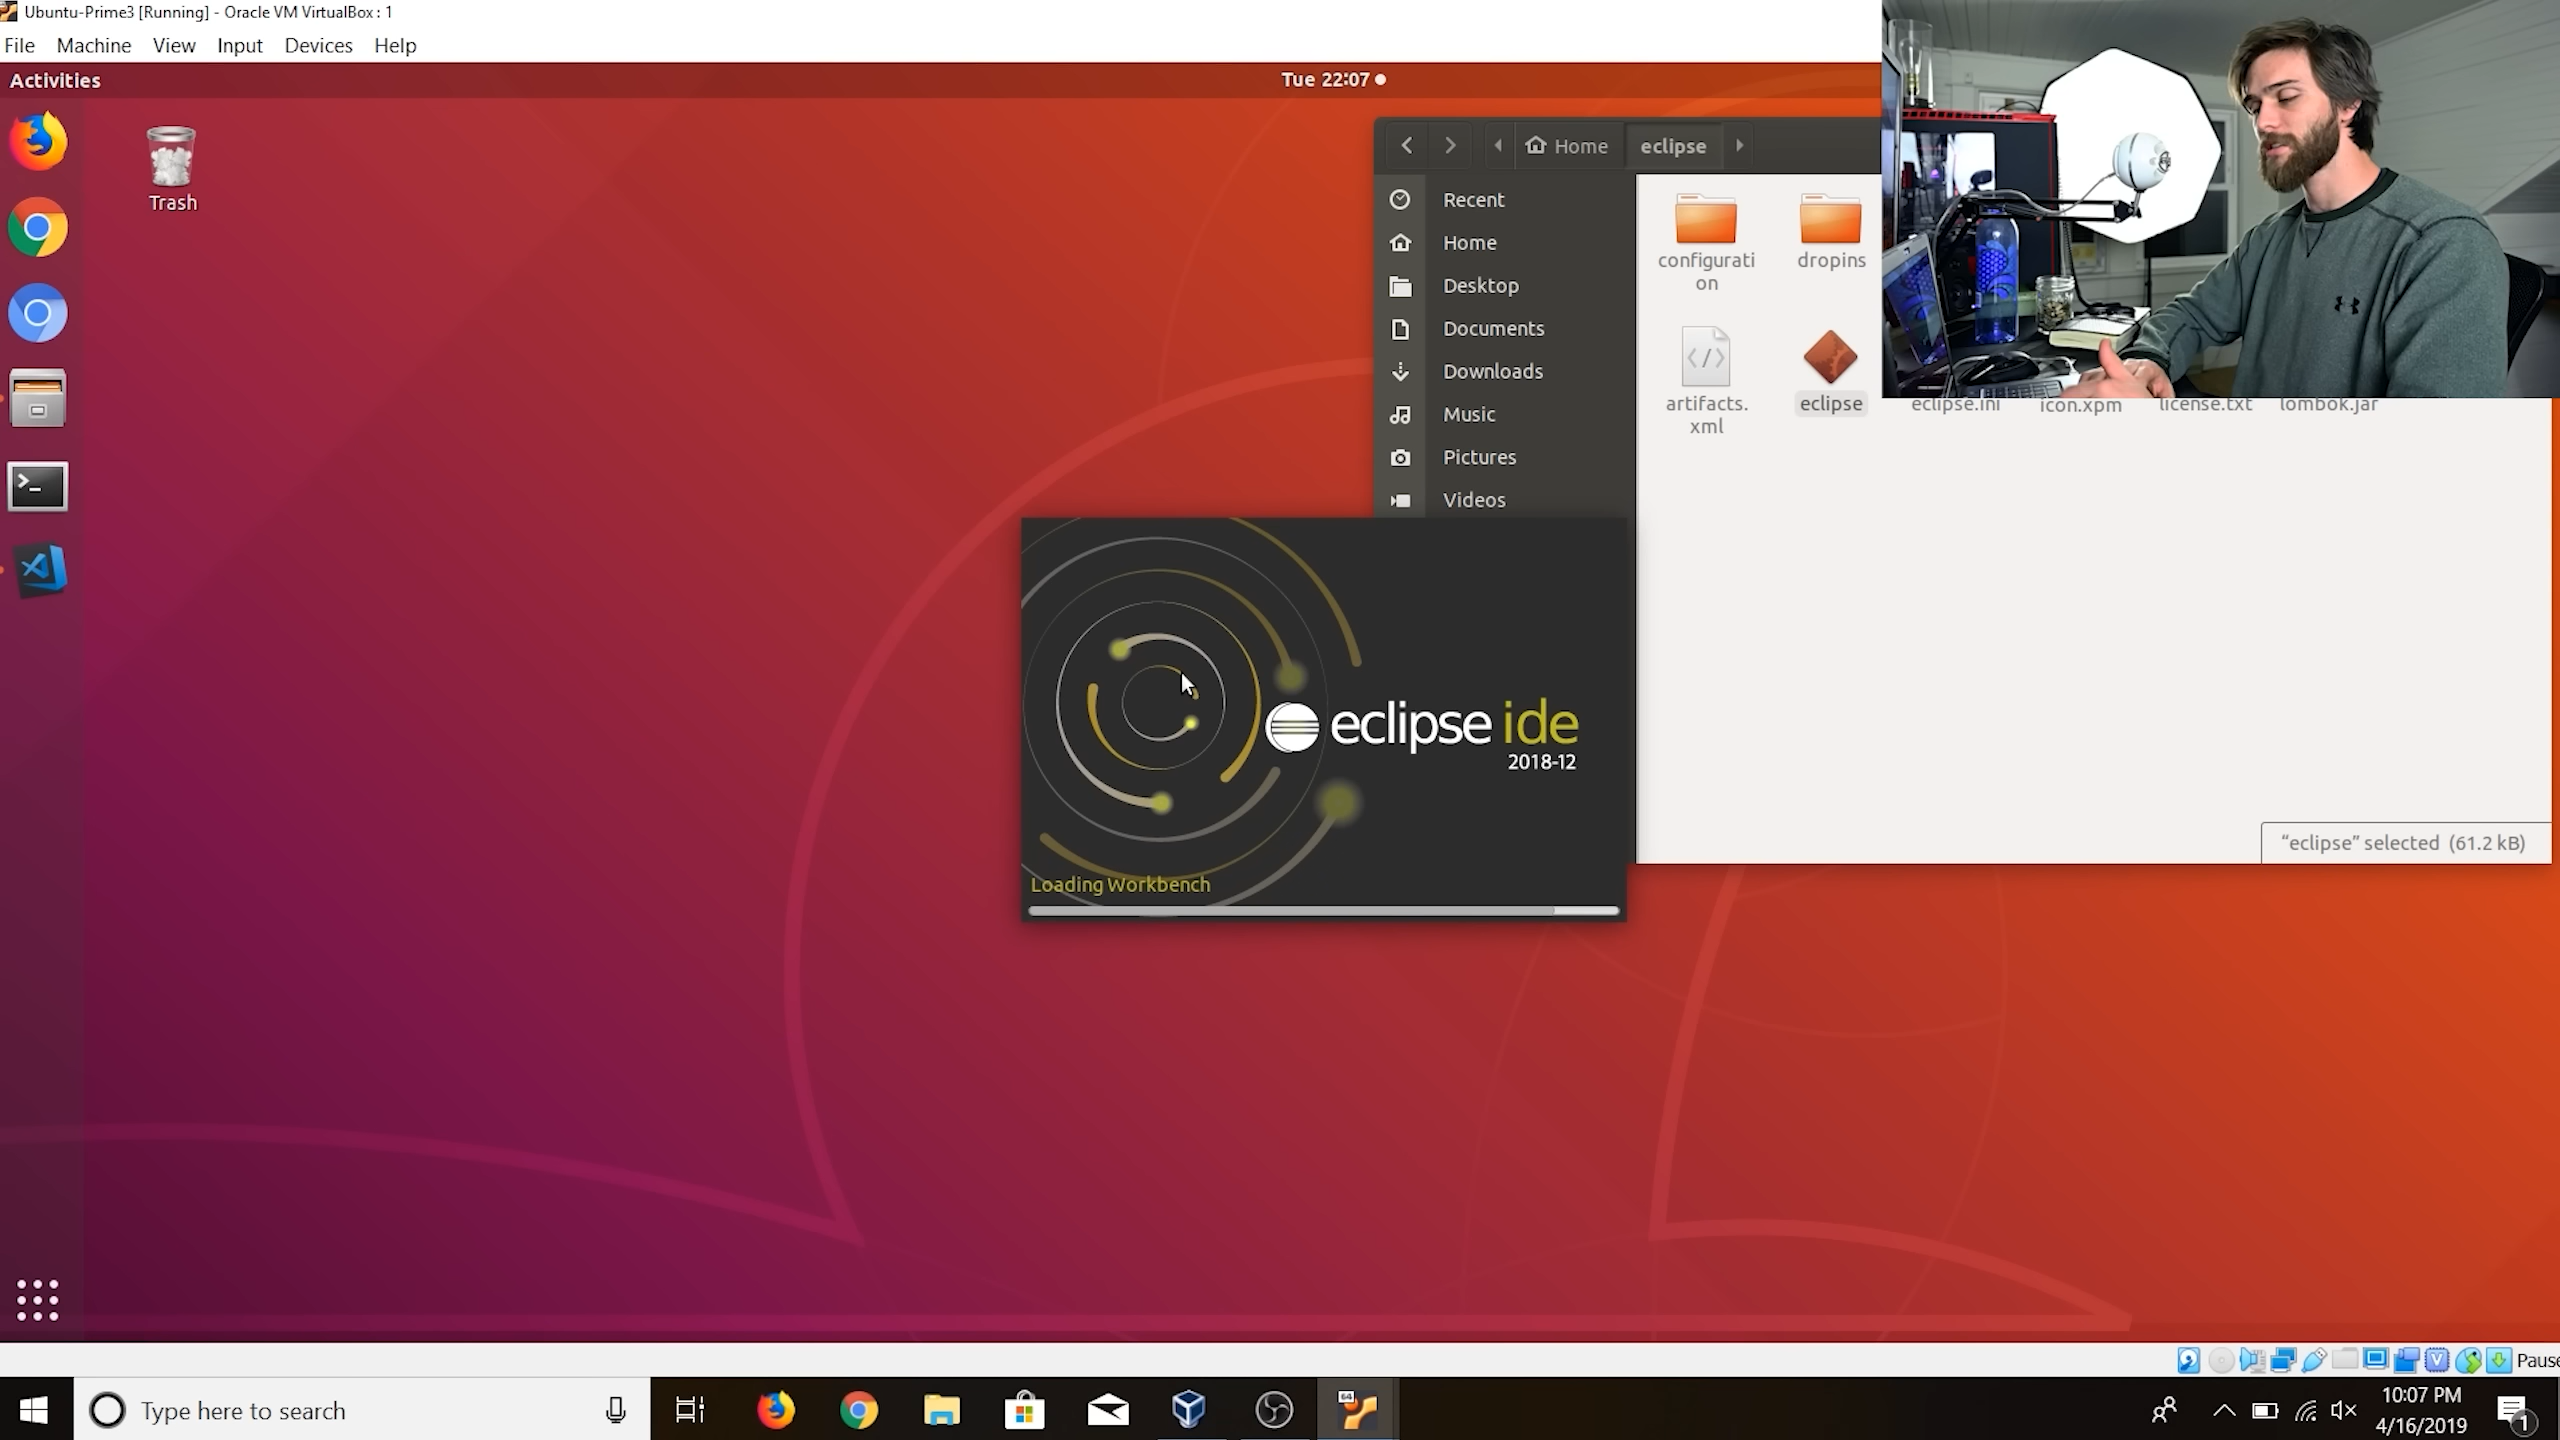 Ubuntu-Prime3 [Running] - Oracle VM VirtualBox : 1
File Machine View Input Devices Help
Activities
Tue 22:07
Trash
Home eclipse
Recent
Home
Desktop
Documents
Downloads
Music
Pictures
Videos
configurati
on
dropins
artifacts.
xml
eclipse
eclipse.ini
icon.xpm
license.txt
lombok.jar
eclipse ide
2018-12
Loading Workbench
“eclipse” selected (61.2 kB)
Type here to search
64
10:07 PM
4/16/2019
1